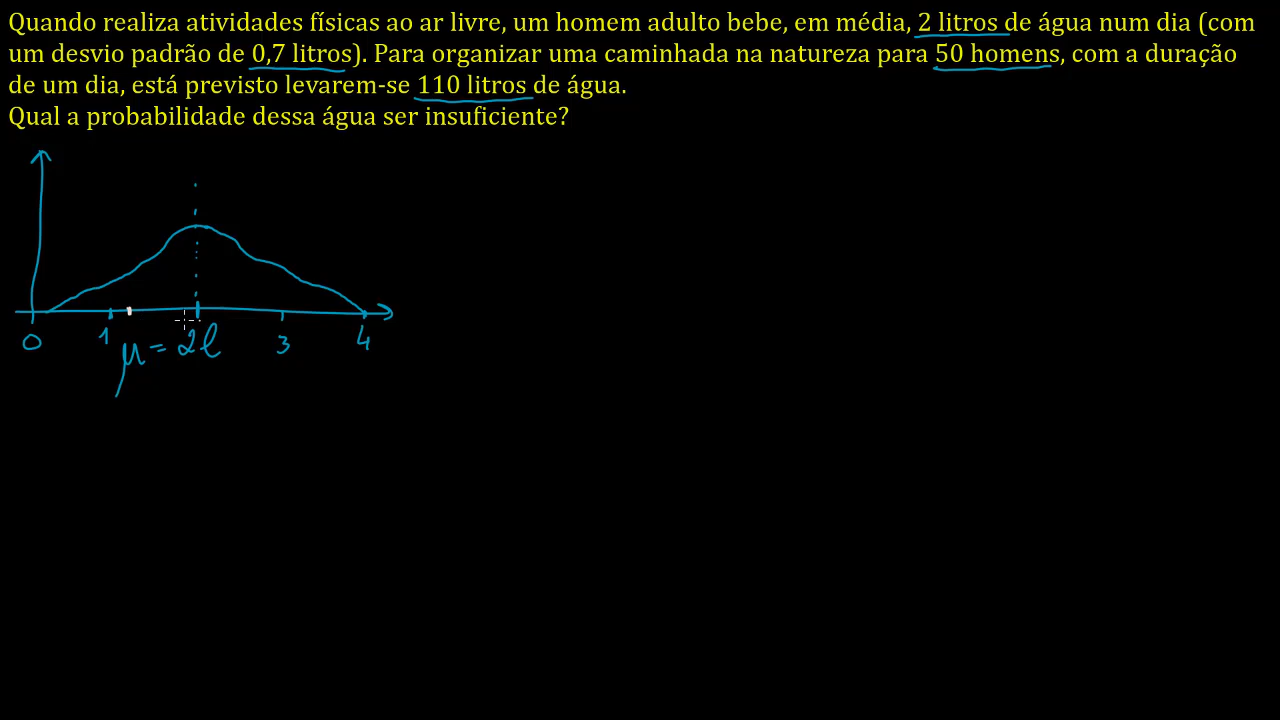 Quando realiza atividades físicas ao ar livre, um homem adulto bebe, em média, 2 litros de água num dia (com
um desvio padrão de 0,7 litros). Para organizar uma caminhada na natureza para 50 homens, com a duração
de um dia, está previsto levarem-se 110 litros de água.
Qual a probabilidade dessa água ser insuficiente?
0 1 3 4
μ = 2l